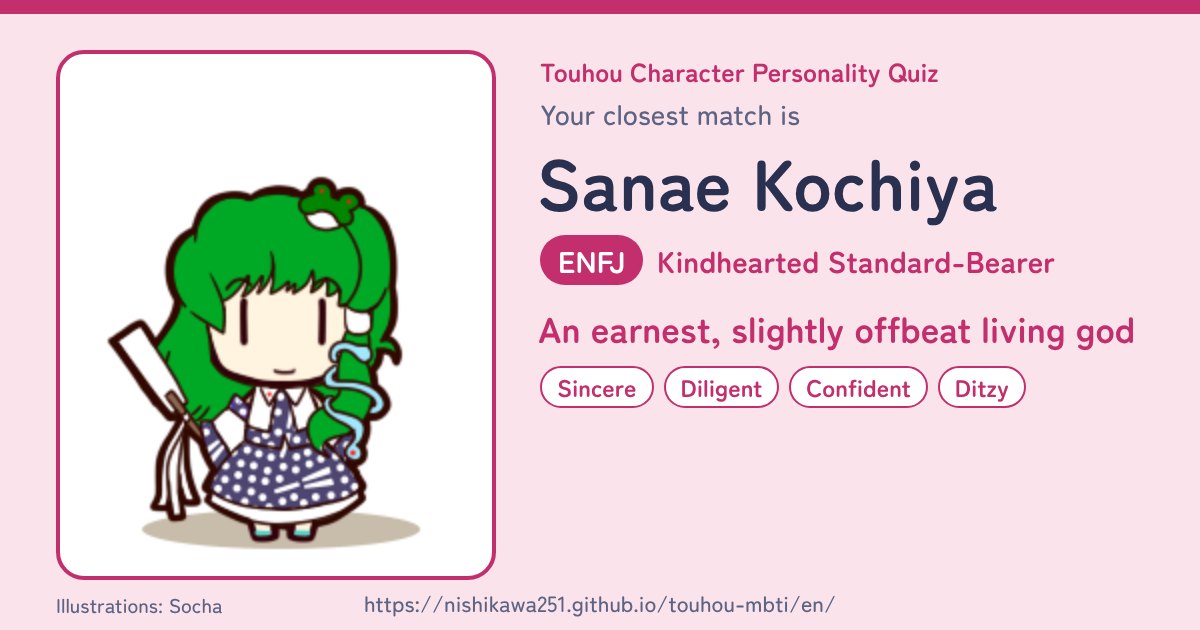 Touhou Character Personality Quiz
Your closest match is
Sanae Kochiya
ENFJ Kindhearted Standard-Bearer
An earnest, slightly offbeat living god
Sincere Diligent Confident Ditzy
Illustrations: Socha https://nishikawa251.github.io/touhou-mbti/en/